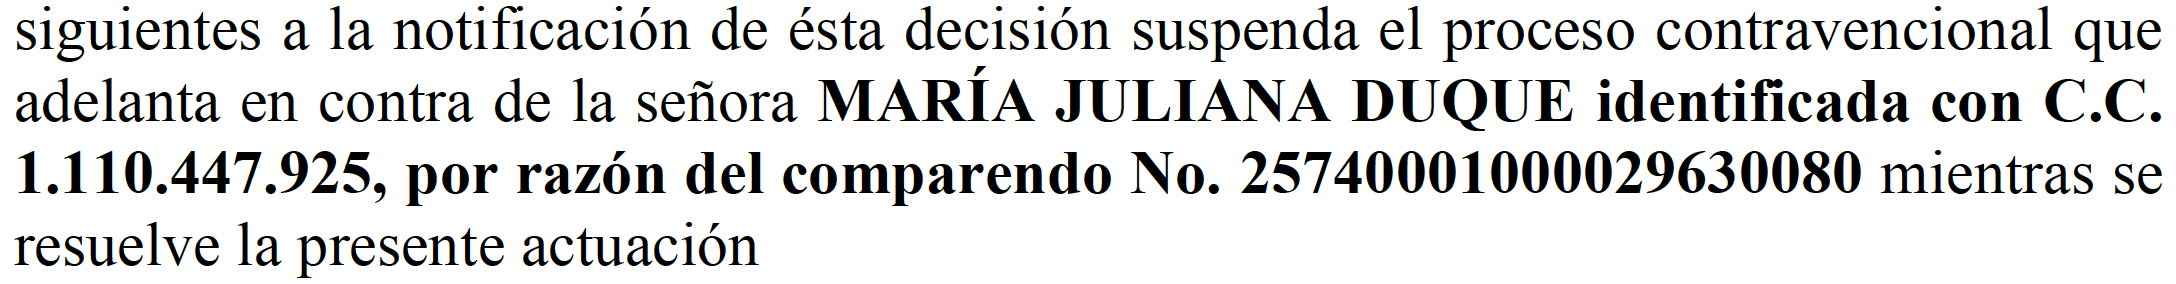 siguientes a la notificación de ésta decisión suspenda el proceso contravencional que
adelanta en contra de la señora MARÍA JULIANA DUQUE identificada con C.C.
1.110.447.925, por razón del comparendo No. 25740001000029630080 mientras se
resuelve la presente actuación